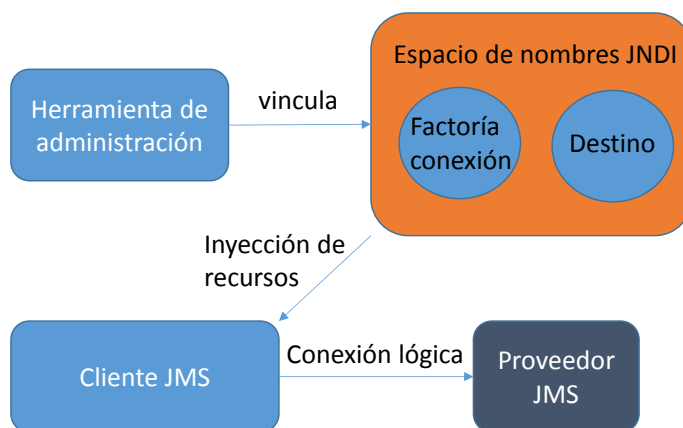 Espacio de nombres JNDI
Herramienta de
administración
vincula
Factoría
conexión
Destino
Inyección de
recursos
Cliente JMS
Conexión lógica
Proveedor
JMS